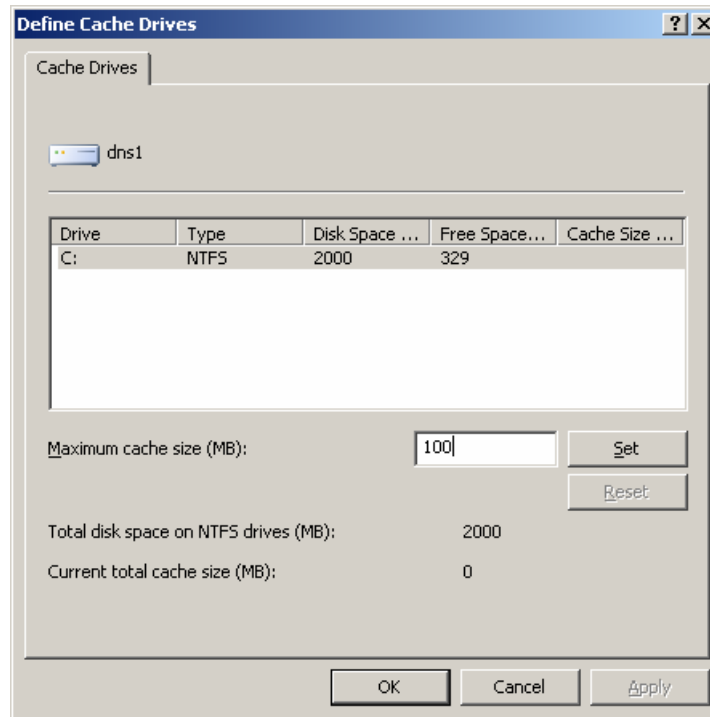 Define Cache Drives
Cache Drives
dns1
Drive Type Disk Space ... Free Space... Cache Size ...
C: NTFS 2000 329
Maximum cache size (MB): 100 Set
Reset
Total disk space on NTFS drives (MB): 2000
Current total cache size (MB): 0
OK Cancel Apply